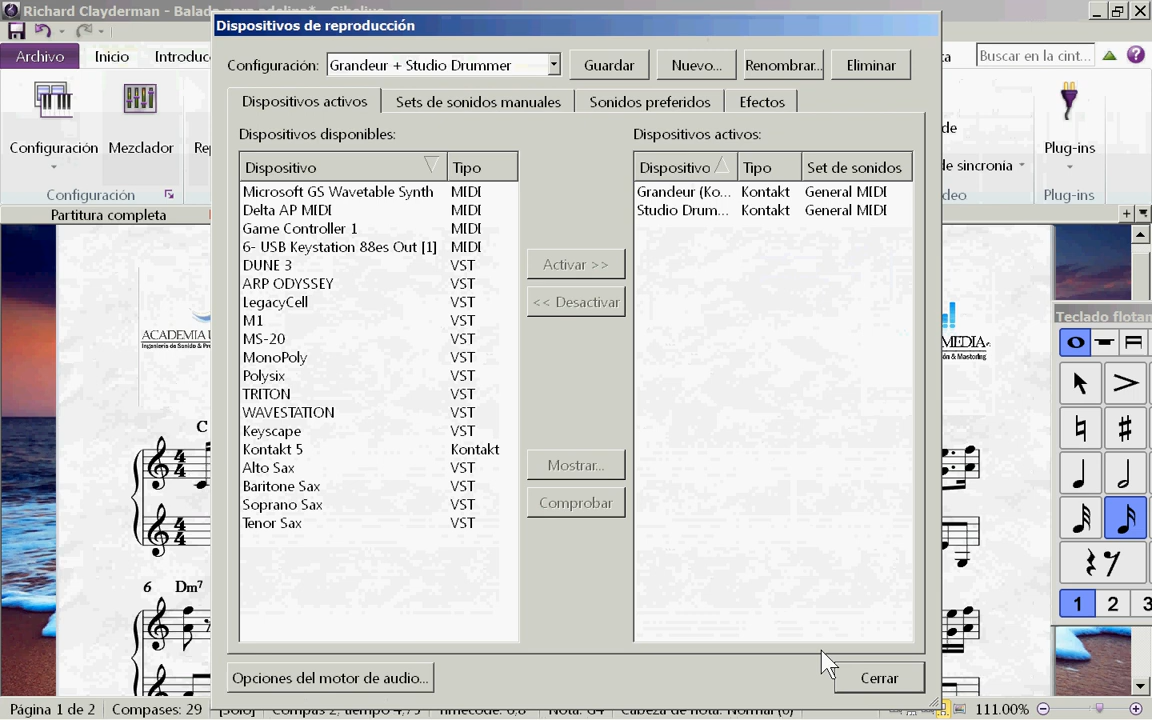 Richard Clayderman - Balada para adelina* - Sibelius
Archivo
Inicio
Buscar en la cint...
Configuración
Mezclador
Configuración
Plug-ins
Plug-ins
de sincronia
Partitura completa
Dispositivos de reproducción
Configuración:
Grandeur + Studio Drummer
Guardar
Nuevo...
Renombrar...
Eliminar
Dispositivos activos
Sets de sonidos manuales
Sonidos preferidos
Efectos
Dispositivos disponibles:
Dispositivos activos:
Dispositivo Tipo
Dispositivo Tipo Set de sonidos
Microsoft GS Wavetable Synth MIDI
Delta AP MIDI MIDI
Game Controller 1 MIDI
6- USB Keystation 88es Out [1] MIDI
DUNE 3 VST
ARP ODYSSEY VST
LegacyCell VST
M1 VST
MS-20 VST
MonoPoly VST
Polysix VST
TRITON VST
WAVESTATION VST
Keyscape VST
Kontakt 5 Kontakt
Alto Sax VST
Baritone Sax VST
Soprano Sax VST
Tenor Sax VST
Grandeur (Ko... Kontakt General MIDI
Studio Drum... Kontakt General MIDI
Activar >>
<< Desactivar
Mostrar...
Comprobar
Opciones del motor de audio...
Cerrar
ACADEMIA
MEDIA
C
6 Dm7
Teclado flotan
1 2 3
Página 1 de 2
Compases: 29
[Solo]
111.00%